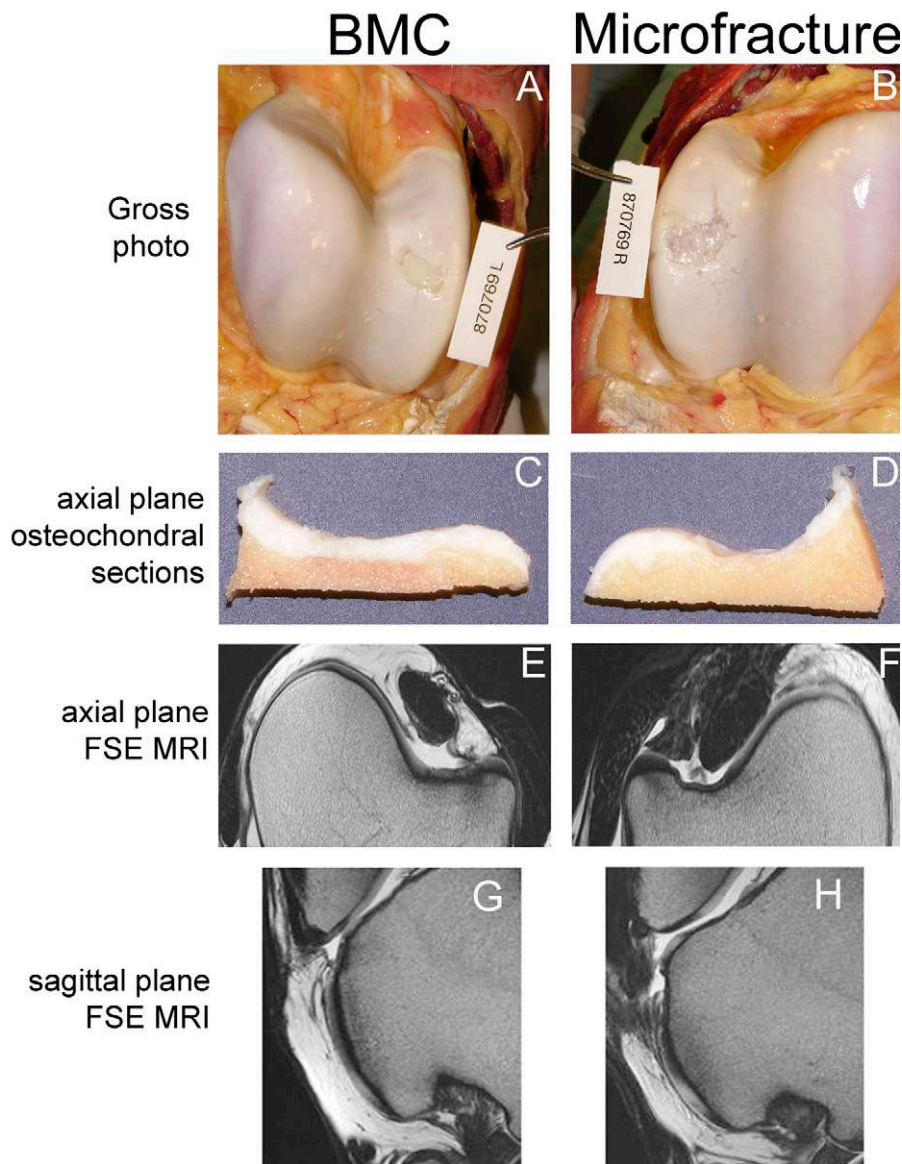 BMC
Microfracture
A
B
Gross
photo
870769 L
870769 R
C
D
axial plane
osteochondral
sections
E
F
axial plane
FSE MRI
G
H
sagittal plane
FSE MRI